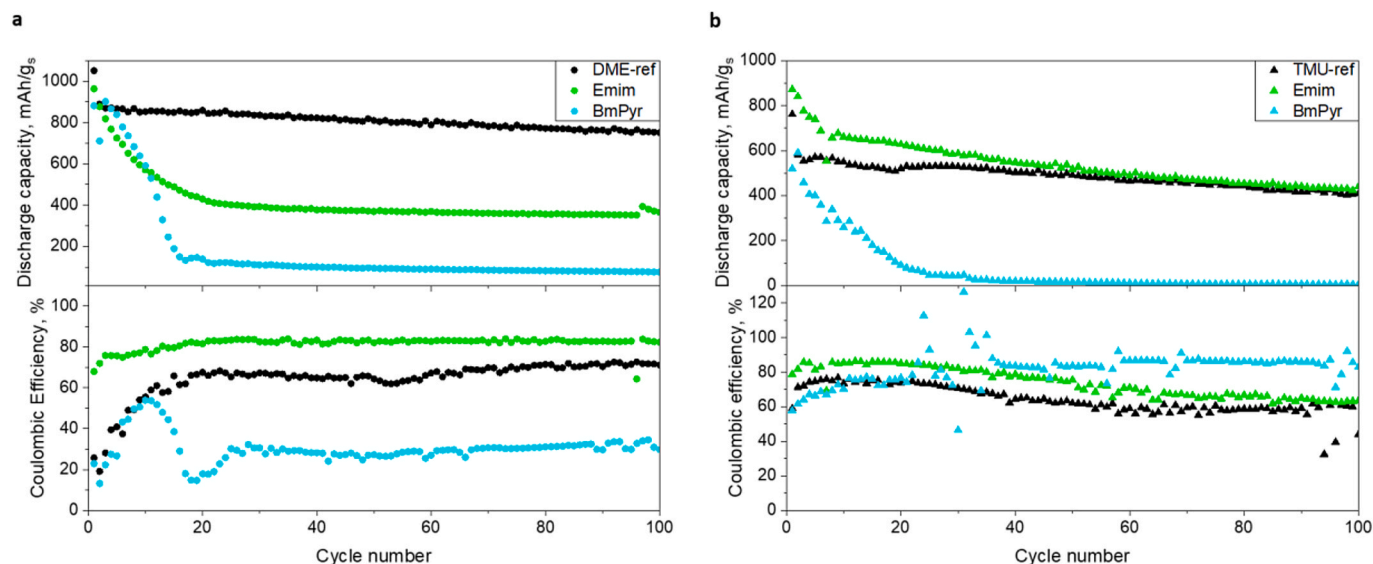 a
Discharge capacity, mAh/gs
1000
800
600
400
200
DME-ref
Emim
BmPyr
Coulombic Efficiency, %
100
80
60
40
20
0
0 20 40 60 80 100
Cycle number
b
Discharge capacity, mAh/gs
1000
800
600
400
200
0
TMU-ref
Emim
BmPyr
Coulombic efficiency, %
120
100
80
60
40
20
0
0 20 40 60 80 100
Cycle number